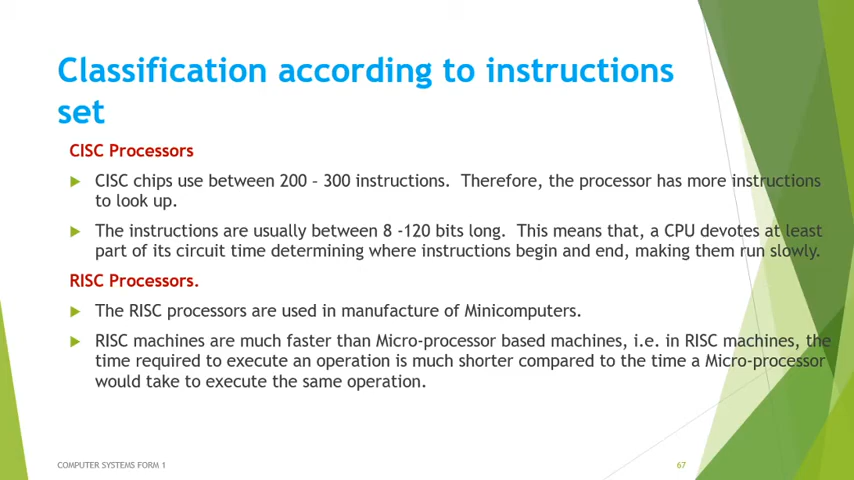 Classification according to instructions
set
CISC Processors
CISC chips use between 200 – 300 instructions. Therefore, the processor has more instructions
to look up.
The instructions are usually between 8 -120 bits long. This means that, a CPU devotes at least
part of its circuit time determining where instructions begin and end, making them run slowly.
RISC Processors.
The RISC processors are used in manufacture of Minicomputers.
RISC machines are much faster than Micro-processor based machines, i.e. in RISC machines, the
time required to execute an operation is much shorter compared to the time a Micro-processor
would take to execute the same operation.
COMPUTER SYSTEMS FORM 1
67